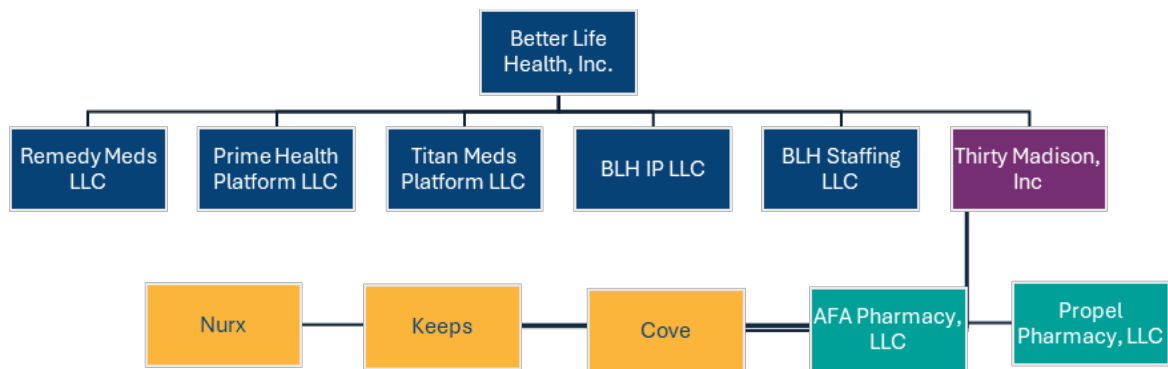 Better Life
Health, Inc.
Remedy Meds
LLC
Prime Health
Platform LLC
Titan Meds
Platform LLC
BLH IP LLC
BLH Staffing
LLC
Thirty Madison,
Inc
Nurx
Keeps
Cove
AFA Pharmacy,
LLC
Propel
Pharmacy, LLC